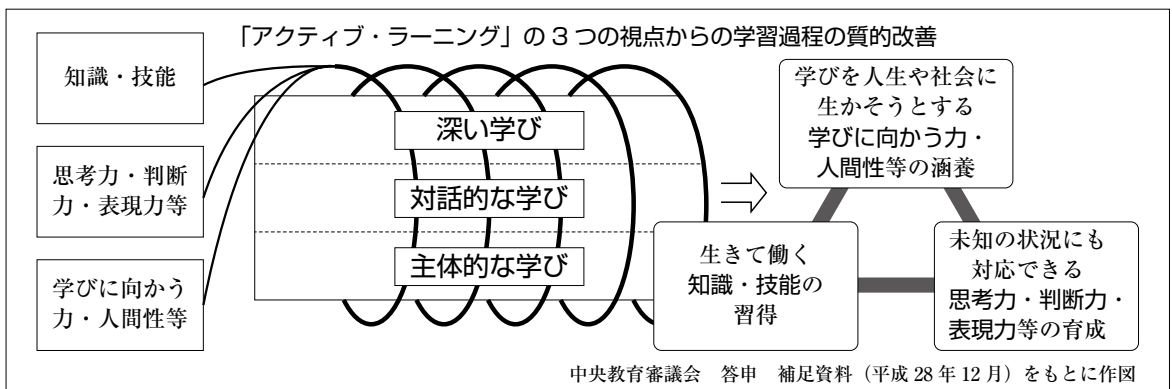 「アクティブ・ラーニング」の3つの視点からの学習過程の質的改善
知識・技能
思考力・判断
力・表現力等
学びに向かう
力・人間性等
深い学び
対話的な学び
主体的な学び
学びを人生や社会に
生かそうとする
学びに向かう力・
人間性等の涵養
生きて働く
知識・技能の
習得
未知の状況にも
対応できる
思考力・判断力・
表現力等の育成
中央教育審議会 答申 補足資料（平成28年12月）をもとに作図